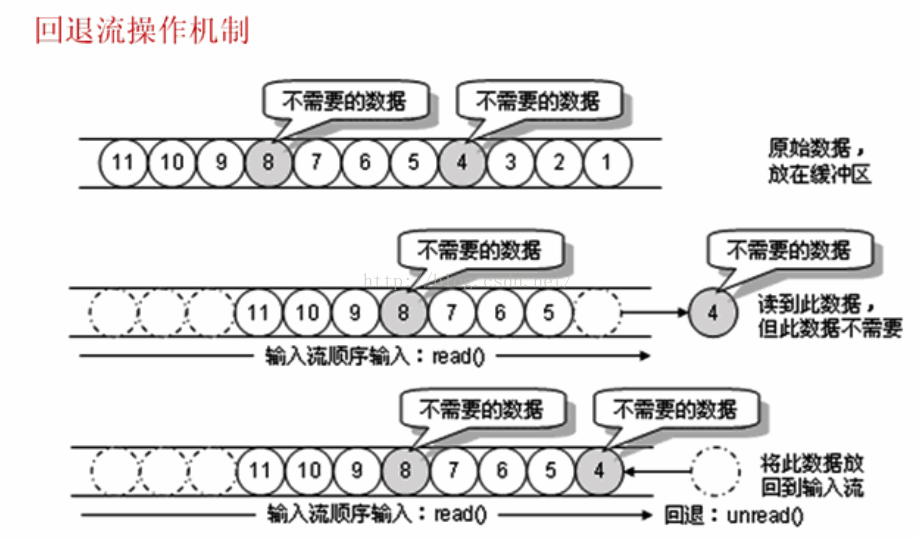 回退流操作机制
不需要的数据 不需要的数据
11 10 9 8 7 6 5 4 3 2 1
原始数据，
放在缓冲区
不需要的数据 不需要的数据
11 10 9 8 7 6 5 4
读到此数据，
但此数据不需要
输入流顺序输入：read()
不需要的数据 不需要的数据
11 10 9 8 7 6 5 4
将此数据放
回到输入流
输入流顺序输入：read() 回退：unread()